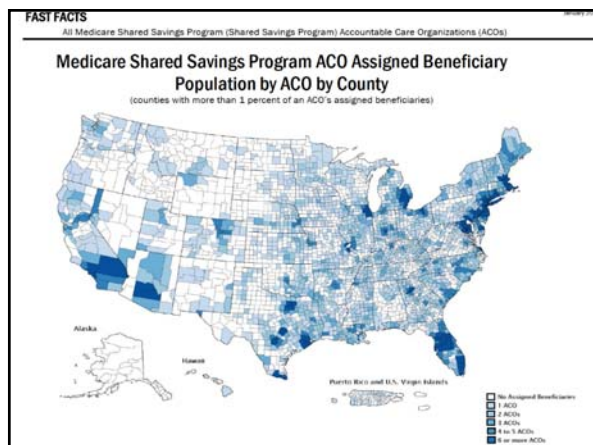 FAST FACTS
All Medicare Shared Savings Program (Shared Savings Program) Accountable Care Organizations (ACOs)
Medicare Shared Savings Program ACO Assigned Beneficiary
Population by ACO by County
(counties with more than 1 percent of an ACO's assigned beneficiaries)
Alaska
Hawaii
Puerto Rico and U.S. Virgin Islands
No Assigned Beneficiaries
1 ACO
2 ACOs
3 ACOs
4 to 5 ACOs
6 or more ACOs